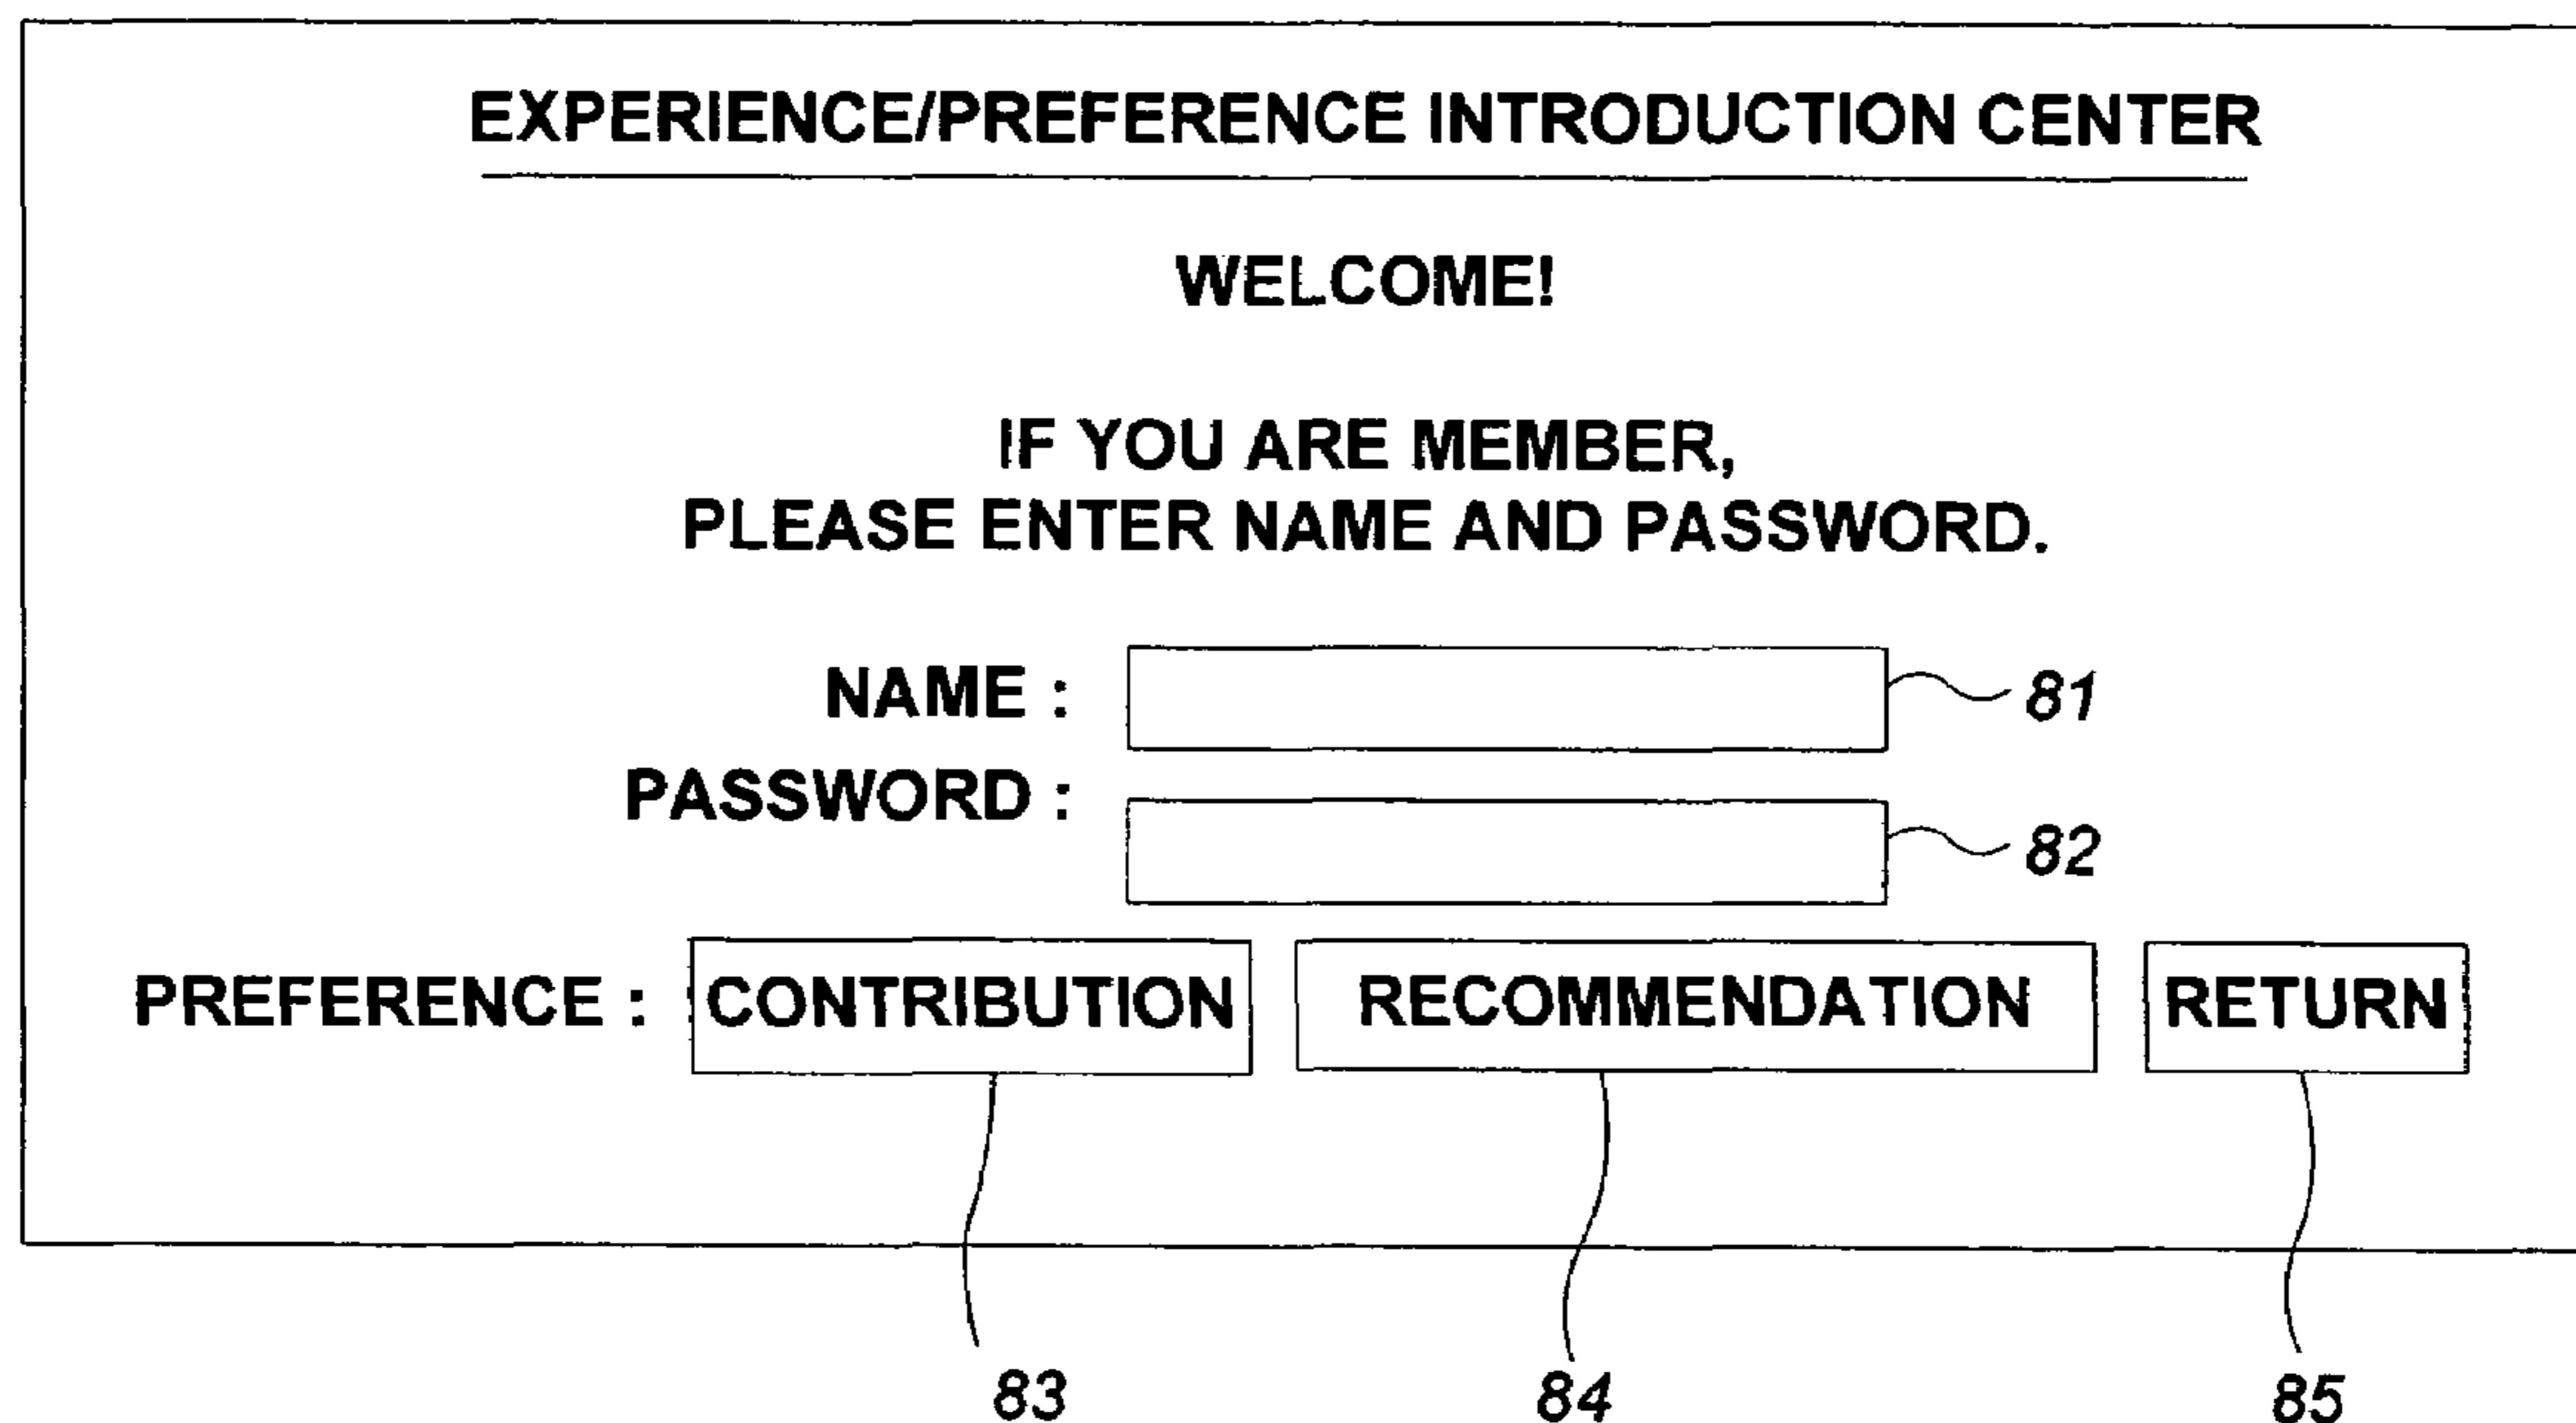 EXPERIENCE/PREFERENCE INTRODUCTION CENTER
WELCOME!
IF YOU ARE MEMBER,
PLEASE ENTER NAME AND PASSWORD.
NAME : 81
PASSWORD : 82
PREFERENCE : CONTRIBUTION RECOMMENDATION RETURN
83 84 85